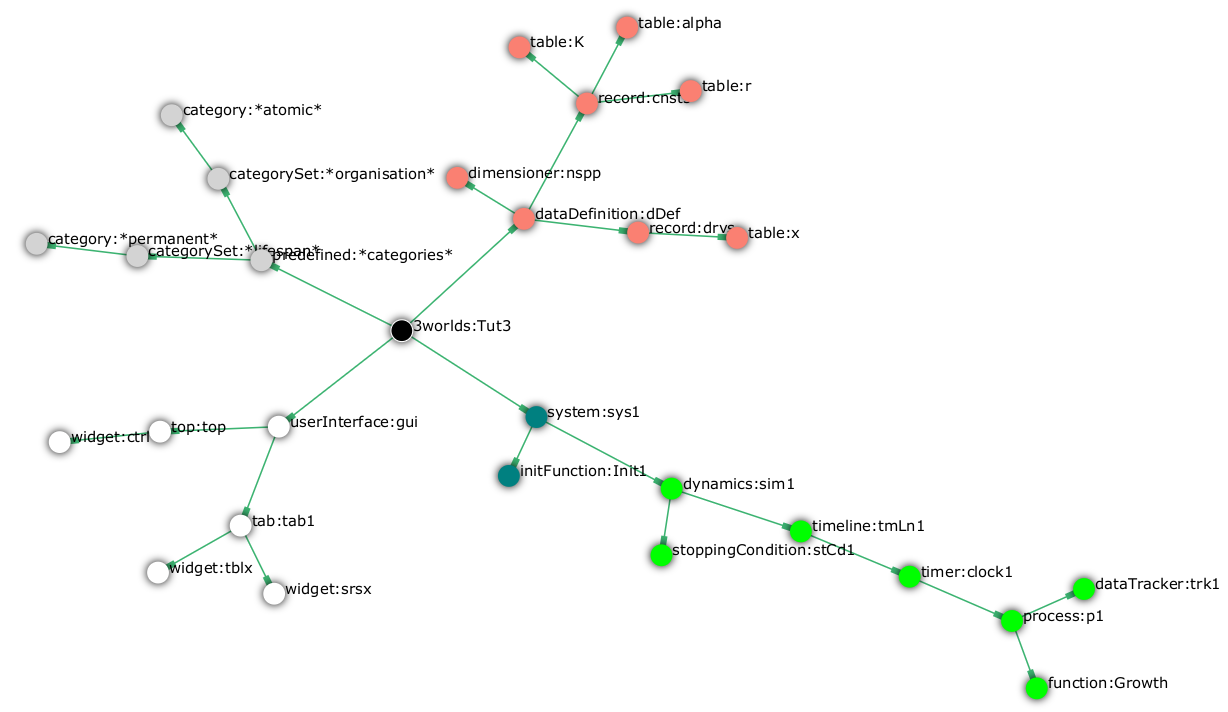 table:alpha
table:K
table:r
record:cnsts
category:*atomic*
categorySet:*organisation*
dimensioner:nspp
dataDefinition:dDef
record:drvs
table:x
category:*permanent*
categorySet:*lifespan*
predefined:*categories*
3worlds:Tut3
system:sys1
userInterface:gui
top:top
widget:ctrl
initFunction:Init1
dynamics:sim1
tab:tab1
timeline:tmLn1
stoppingCondition:stCd1
widget:tblx
timer:clock1
widget:srsx
dataTracker:trk1
process:p1
function:Growth